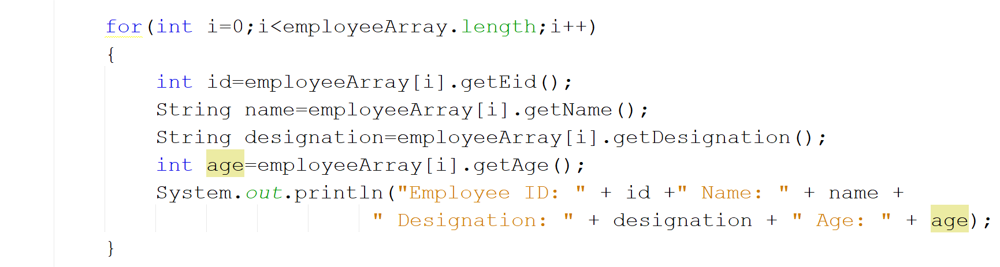 for(int i=0;i<employeeArray.length;i++)
{
int id=employeeArray[i].getEid();
String name=employeeArray[i].getName();
String designation=employeeArray[i].getDesignation();
int age=employeeArray[i].getAge();
System.out.println("Employee ID: " + id +" Name: " + name +
" Designation: " + designation + " Age: " + age);
}